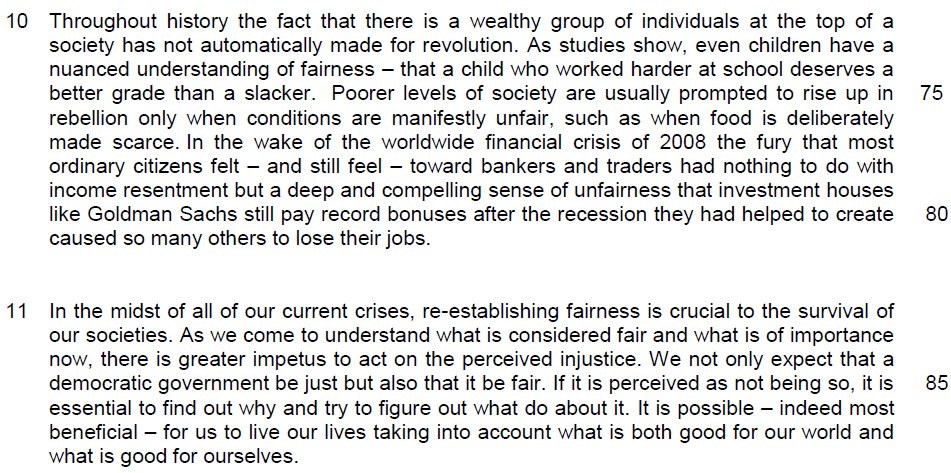 10 Throughout history the fact that there is a wealthy group of individuals at the top of a
society has not automatically made for revolution. As studies show, even children have a
nuanced understanding of fairness – that a child who worked harder at school deserves a
better grade than a slacker. Poorer levels of society are usually prompted to rise up in 75
rebellion only when conditions are manifestly unfair, such as when food is deliberately
made scarce. In the wake of the worldwide financial crisis of 2008 the fury that most
ordinary citizens felt – and still feel – toward bankers and traders had nothing to do with
income resentment but a deep and compelling sense of unfairness that investment houses
like Goldman Sachs still pay record bonuses after the recession they had helped to create 80
caused so many others to lose their jobs.
11 In the midst of all of our current crises, re-establishing fairness is crucial to the survival of
our societies. As we come to understand what is considered fair and what is of importance
now, there is greater impetus to act on the perceived injustice. We not only expect that a
democratic government be just but also that it be fair. If it is perceived as not being so, it is 85
essential to find out why and try to figure out what do about it. It is possible – indeed most
beneficial – for us to live our lives taking into account what is both good for our world and
what is good for ourselves.